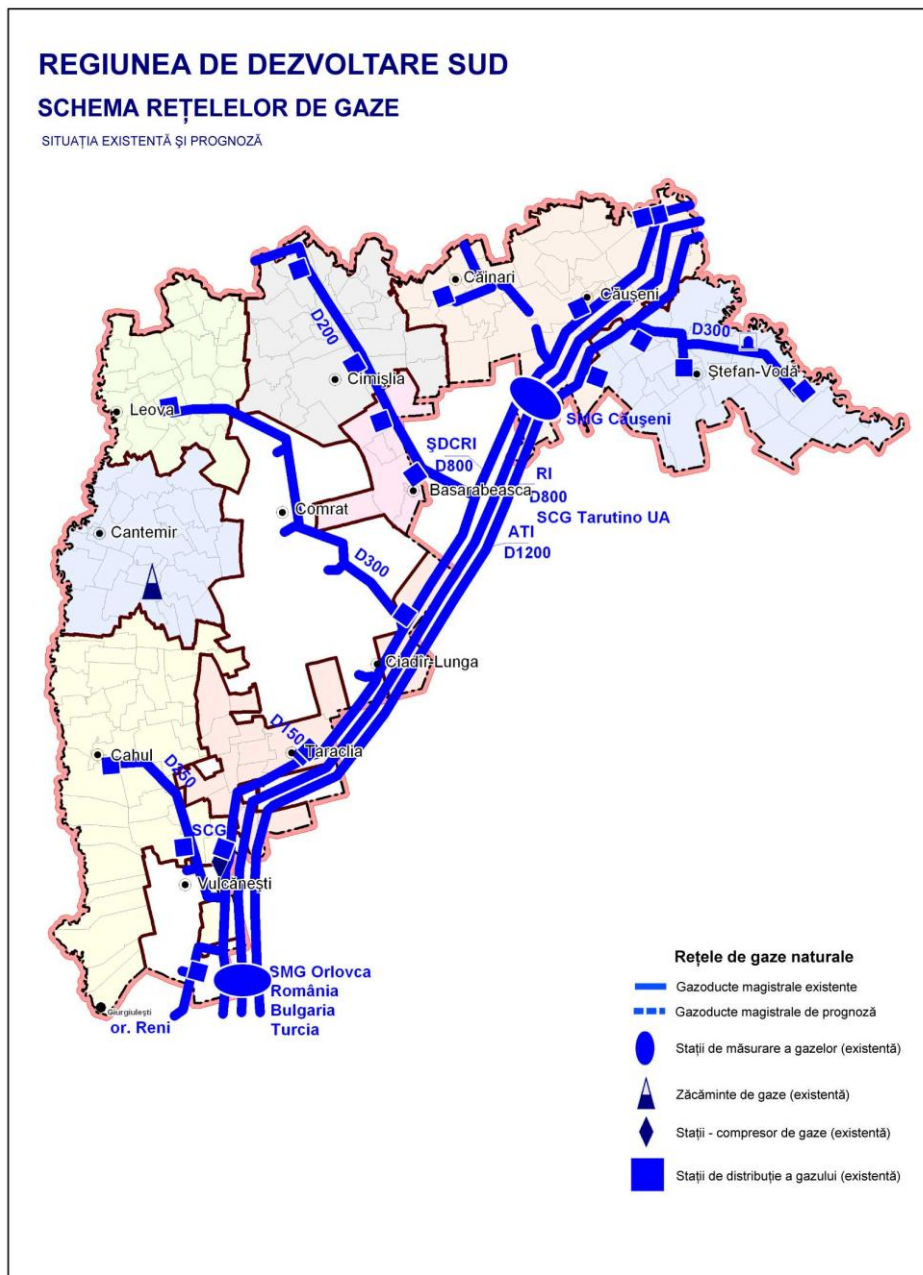 REGIUNEA DE DEZVOLTARE SUD
SCHEMA REȚELELOR DE GAZE
SITUAȚIA EXISTENTĂ ŞI PROGNOZĂ
Căinari
Căușeni
D200
D300
Ştefan-Vodă
Cimișlia
Leova
SMG Căușeni
ŞDCRI
D800
RI
D800
Basarabeasca
SCG Tarutino UA
Comrat
ATI
D1200
Cantemir
D300
Ciadîr-Lunga
D150
Taraclia
Cahul
D250
SCG
Vulcănești
SMG Orlovca
România
Bulgaria
Turcia
Giurgiulești
or. Reni
Rețele de gaze naturale
Gazoducte magistrale existente
Gazoducte magistrale de prognoză
Stații de măsurare a gazelor (existentă)
Zăcăminte de gaze (existentă)
Stații - compresor de gaze (existentă)
Stații de distribuție a gazului (existentă)